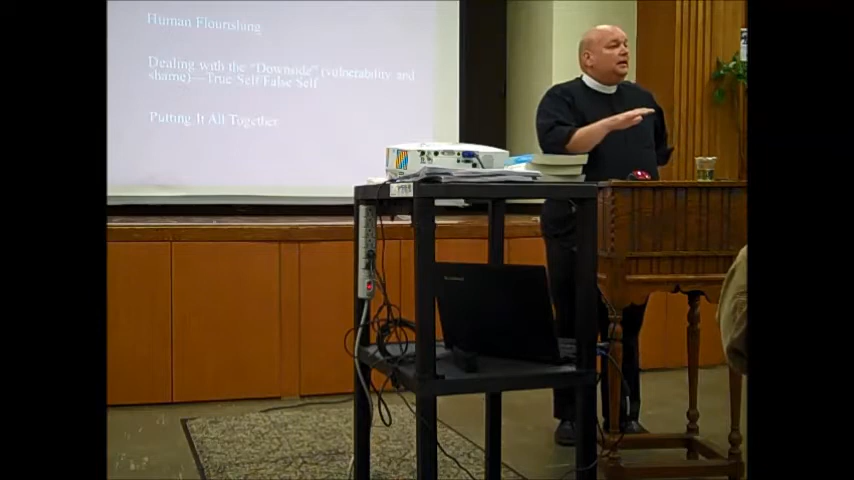 Human Flourishing
Dealing with the "Downside" (vulnerability and
shame)—True Self/False Self
Putting It All Together